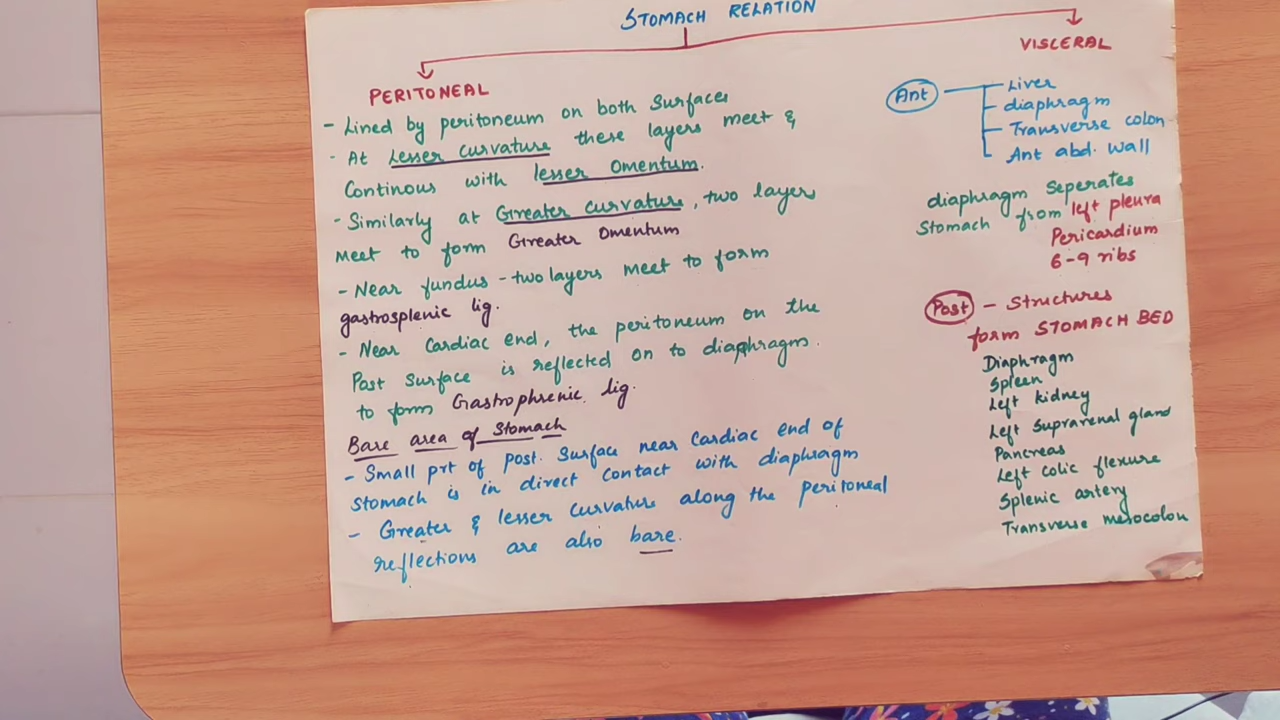 STOMACH RELATION
PERITONEAL
- Lined by peritoneum on both surfaces
- At Lesser curvature these layers meet &
Continous with lesser Omentum.
- Similarly at Greater curvature, two layers
meet to form Greater Omentum
- Near fundus - two layers meet to form
gastrosplenic lig.
- Near Cardiac end, the peritoneum on the
Post Surface is reflected on to diaphragm.
to form Gastrophrenic lig.
Bare area of Stomach
- Small prt of post. Surface near Cardiac end of
Stomach is in direct Contact with diaphragm
- Greater & lesser curvature along the peritoneal
reflections are also bare.
VISCERAL
Ant - Liver
- diaphragm
- Transverse colon
- Ant abd. wall
diaphragm Seperates
Stomach from left pleura
Pericardium
6-9 ribs
Post - Structures
form STOMACH BED
Diaphragm
Spleen
Left kidney
Left Suprarenal gland
Pancreas
Left Colic flexure
Splenic artery
Transverse mesocolon